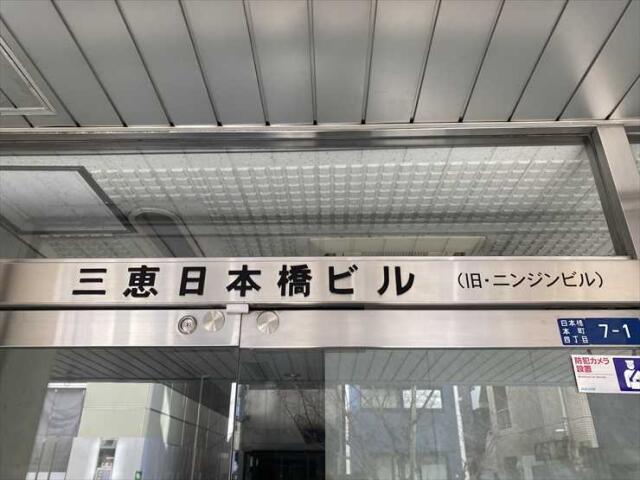 三恵日本橋ビル (旧・ニンジンビル)
日本橋
本町
四丁目
7-1
防犯カメラ
設置